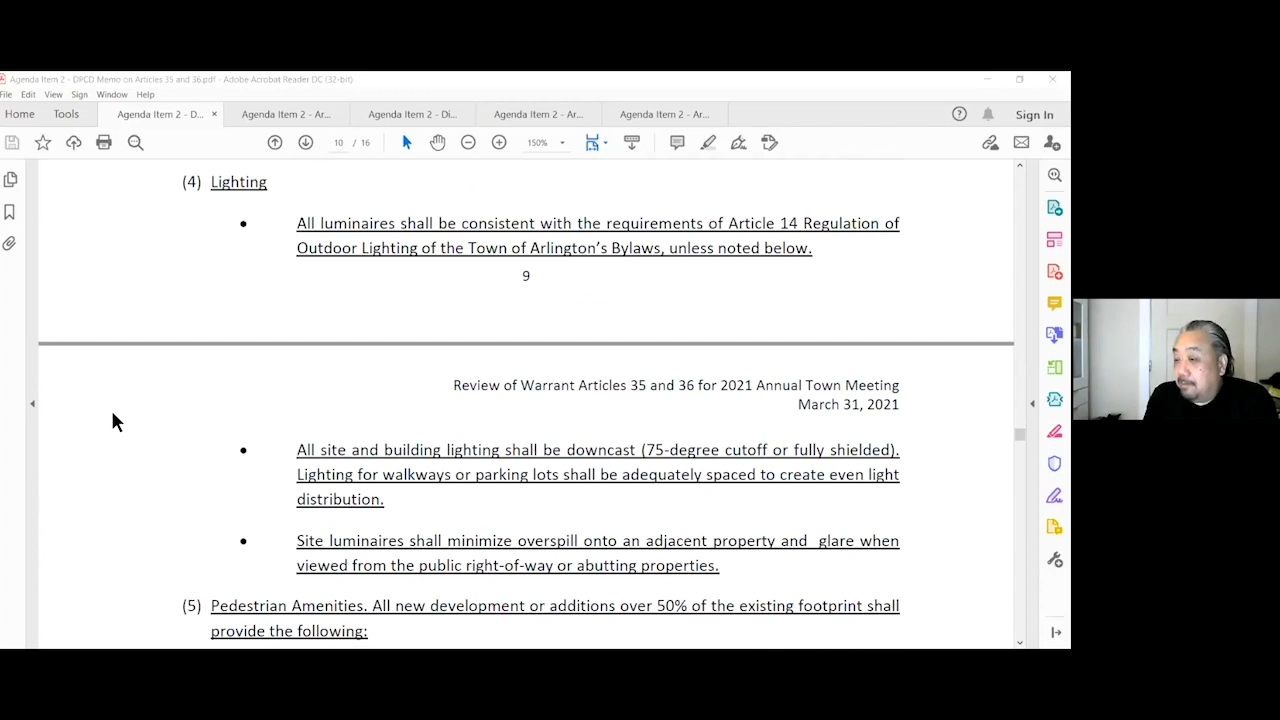 Agenda Item 2 - DPCD Memo on Articles 35 and 36.pdf - Adobe Acrobat Reader DC (32-bit)
File Edit View Sign Window Help
Home Tools Agenda Item 2 - D... × Agenda Item 2 - Ar... Agenda Item 2 - Di... Agenda Item 2 - Ar... Agenda Item 2 - Ar... Sign In
10 / 16 150%
(4) Lighting
• All luminaires shall be consistent with the requirements of Article 14 Regulation of
Outdoor Lighting of the Town of Arlington's Bylaws, unless noted below.
9
Review of Warrant Articles 35 and 36 for 2021 Annual Town Meeting
March 31, 2021
• All site and building lighting shall be downcast (75-degree cutoff or fully shielded).
Lighting for walkways or parking lots shall be adequately spaced to create even light
distribution.
• Site luminaires shall minimize overspill onto an adjacent property and glare when
viewed from the public right-of-way or abutting properties.
(5) Pedestrian Amenities. All new development or additions over 50% of the existing footprint shall
provide the following: